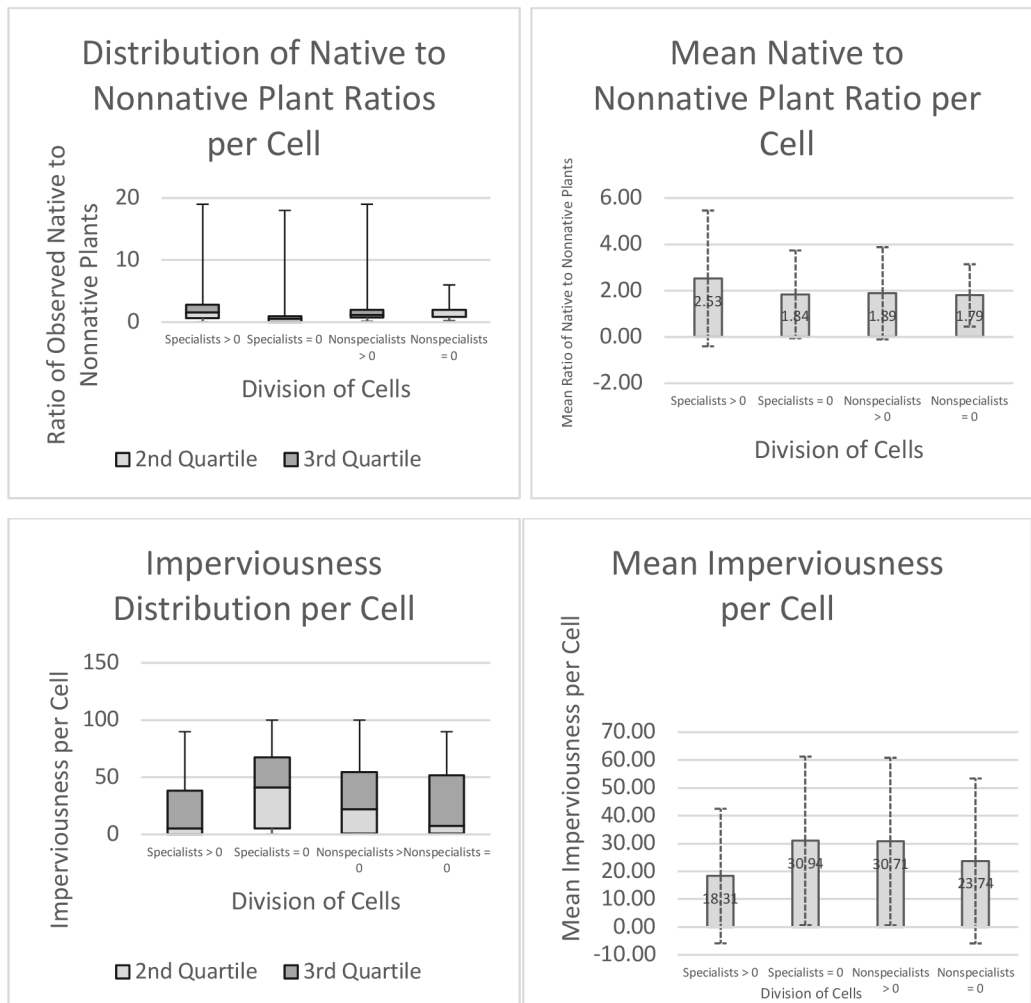 Distribution of Native to
Nonnative Plant Ratios
per Cell
Ratio of Observed Native to
Nonnative Plants
20
10
0
Specialists > 0
Specialists = 0
Nonspecialists
> 0
Nonspecialists
= 0
Division of Cells
2nd Quartile
3rd Quartile
Mean Native to
Nonnative Plant Ratio per
Cell
Mean Ratio of Native to Nonnative Plants
6.00
4.00
2.00
0.00
-2.00
2.53
1.84
1.89
1.79
Specialists > 0
Specialists = 0
Nonspecialists
> 0
Nonspecialists
= 0
Division of Cells
Imperviousness
Distribution per Cell
Imperviousness per Cell
150
100
50
0
Specialists > 0
Specialists = 0
Nonspecialists >
0
Nonspecialists =
0
Division of Cells
2nd Quartile
3rd Quartile
Mean Imperviousness
per Cell
Mean Imperviousness per Cell
70.00
60.00
50.00
40.00
30.00
20.00
10.00
0.00
-10.00
18.31
30.94
30.71
23.74
Specialists > 0
Specialists = 0
Nonspecialists
> 0
Nonspecialists
= 0
Division of Cells